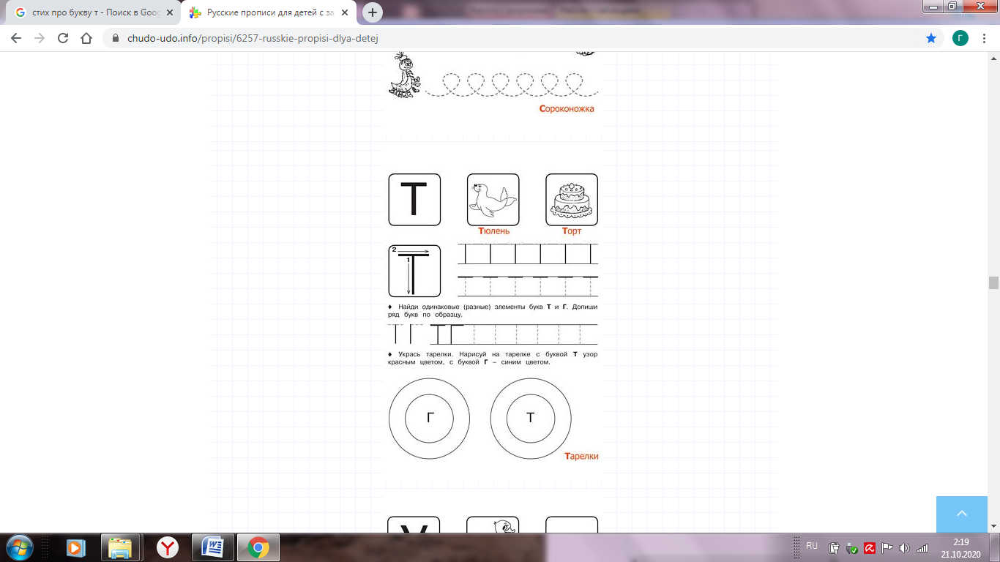 стих про букву т - Поиск в Goo
Русские прописи для детей с за
chudo-udo.info/propisi/6257-russkie-propisi-dlya-detej
Г
Сороконожка
Т
Тюлень
Торт
2
1
Т
♦ Найди одинаковые (разные) элементы букв Т и Г. Допиши
ряд букв по образцу.
♦ Укрась тарелки. Нарисуй на тарелке с буквой Т узор
красным цветом, с буквой Г – синим цветом.
Г
Т
Тарелки
У
RU
2:19
21.10.2020